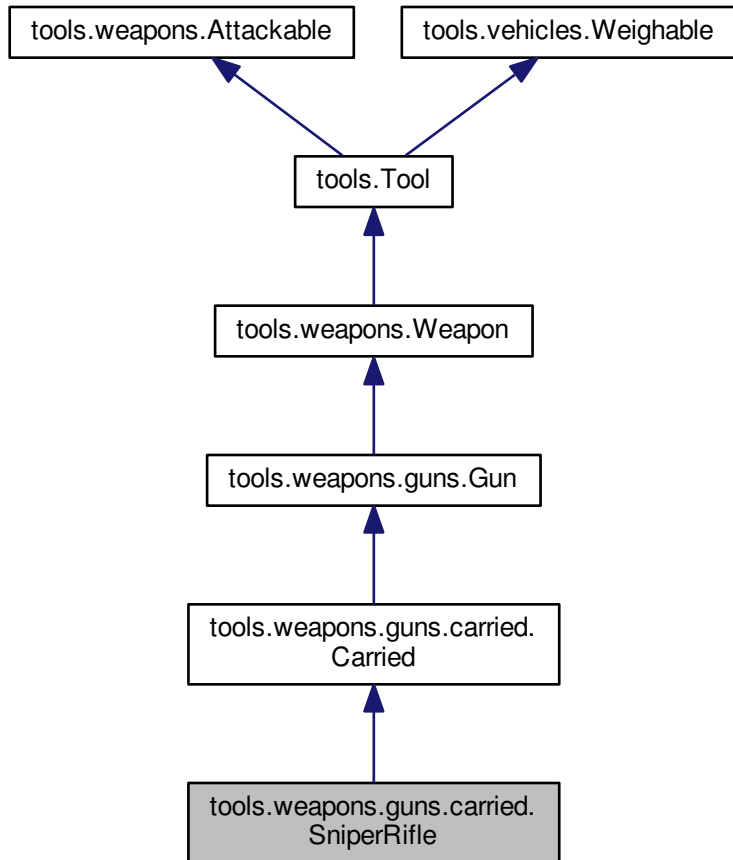 tools.weapons.Attackable
tools.vehicles.Weighable
tools.Tool
tools.weapons.Weapon
tools.weapons.guns.Gun
tools.weapons.guns.carried.
Carried
tools.weapons.guns.carried.
SniperRifle